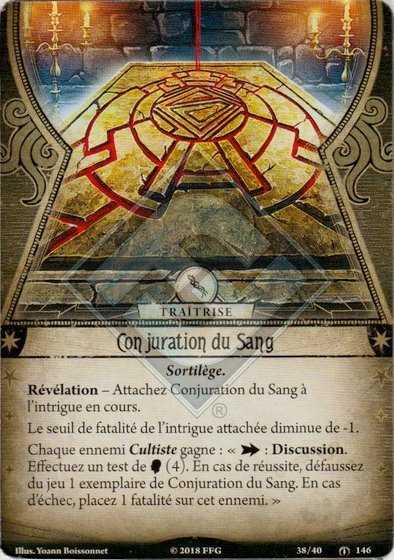 TRAÎTRISE
Conjuration du Sang
Sortilège.
Révélation – Attachez Conjuration du Sang à
l'intrigue en cours.
®
Le seuil de fatalité de l'intrigue attachée diminue de -1.
Chaque ennemi Cultiste gagne : « : Discussion.
Effectuez un test de (4). En cas de réussite, défaussez
du jeu 1 exemplaire de Conjuration du Sang. En cas
d'échec, placez 1 fatalité sur cet ennemi. »
Illus. Yoann Boissonnet © 2018 FFG 38/40 146